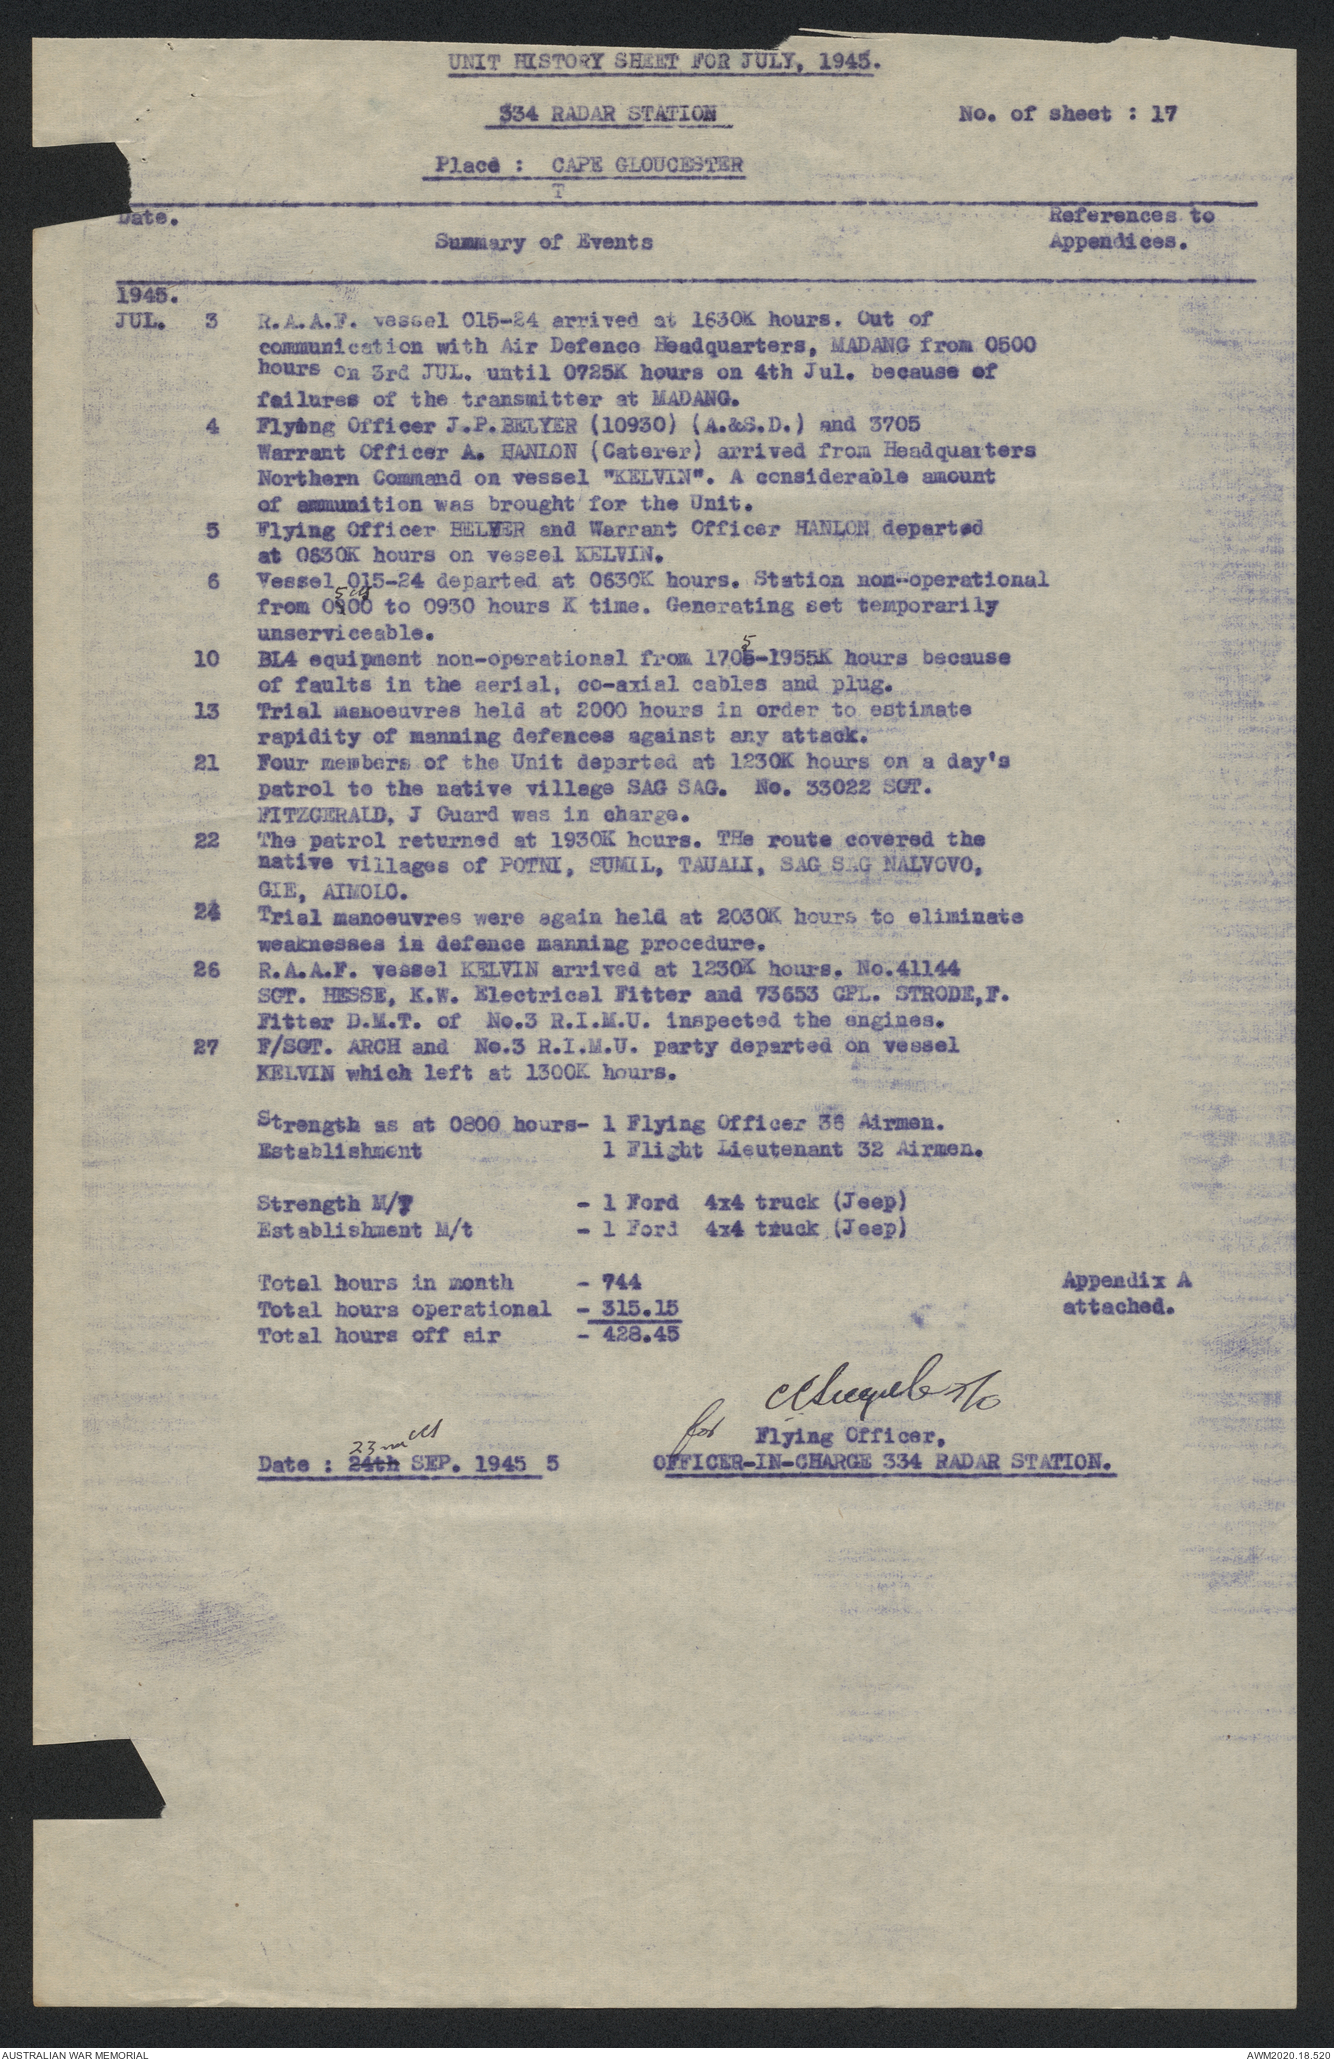 UNIT HISTORY SHEET FOR JULY, 1945.
334 RADAR STATION
No. of sheet : 17
Place : CAPE GLOUCESTER
T
Date.
References to
Summary of Events
Appendices.
1945.
JUL. 3 R.A.A.F. vessel 015-24 arrived at 1630K hours. Out of
communication with Air Defence Headquarters, MADANG from 0500
hours on 3rd JUL. until 0725K hours on 4th Jul. because of
failures of the transmitter at MADANG.
4 Flying Officer J.P.BELYER (10930) (A.&S.D.) and 3705
Warrant Officer A. HANLON (Caterer) arrived from Headquarters
Northern Command on vessel "KELVIN". A considerable amount
of ammunition was brought for the Unit.
5 Flying Officer BELYER and Warrant Officer HANLON departed
at 0630K hours on vessel KELVIN.
6 Vessel 015-24 departed at 0630K hours. Station non-operational
from 0500 to 0930 hours K time. Generating set temporarily
unserviceable.
10 BL4 equipment non-operational from 1705-1955K hours because
of faults in the aerial, co-axial cables and plug.
13 Trial manoeuvres held at 2000 hours in order to estimate
rapidity of manning defences against any attack.
21 Four members of the Unit departed at 1230K hours on a day's
patrol to the native village SAG SAG. No. 33022 SGT.
FITZGERALD, J Guard was in charge.
22 The patrol returned at 1930K hours. THe route covered the
native villages of POTNI, SUMIL, TAUALI, SAG SAG NALVOVO,
GIE, AIMOLO.
24 Trial manoeuvres were again held at 2030K hours to eliminate
weaknesses in defence manning procedure.
26 R.A.A.F. vessel KELVIN arrived at 1230K hours. No.41144
SGT. HESSE, K.W. Electrical Fitter and 73653 CPL. STRODE,F.
Fitter D.M.T. of No.3 R.I.M.U. inspected the engines.
27 F/SGT. ARCH and No.3 R.I.M.U. party departed on vessel
KELVIN which left at 1300K hours.
Strength as at 0800 hours- 1 Flying Officer 36 Airmen.
Establishment 1 Flight Lieutenant 32 Airmen.
Strength M/T - 1 Ford 4x4 truck (Jeep)
Establishment M/t - 1 Ford 4x4 truck (Jeep)
Total hours in month - 744
Appendix A
Total hours operational - 315.15
attached.
Total hours off air - 428.45
for Flying Officer,
23rd
Date : 24th SEP. 1945 5
OFFICER-IN-CHARGE 334 RADAR STATION.
AUSTRALIAN WAR MEMORIAL
AWM2020.18.520